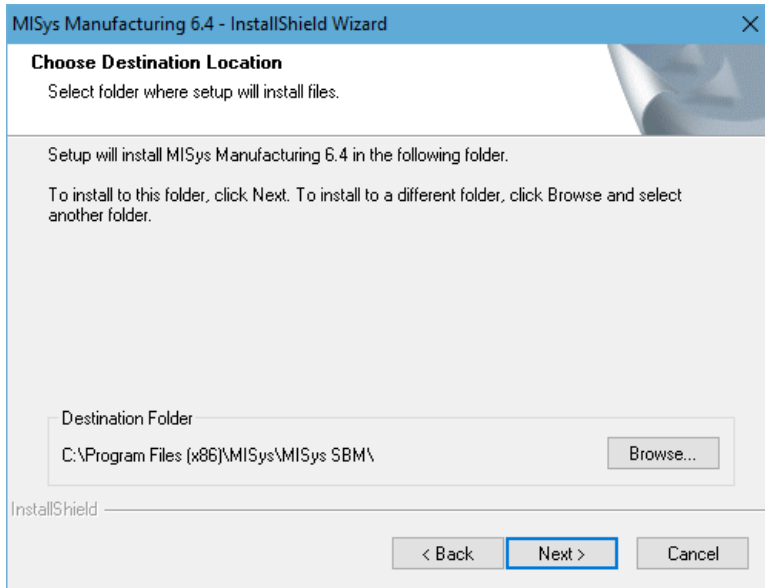 MISys Manufacturing 6.4 - InstallShield Wizard
Choose Destination Location
Select folder where setup will install files.
Setup will install MISys Manufacturing 6.4 in the following folder.
To install to this folder, click Next. To install to a different folder, click Browse and select
another folder.
Destination Folder
C:\Program Files (x86)\MISys\MISys SBM\
Browse...
InstallShield
< Back
Next >
Cancel